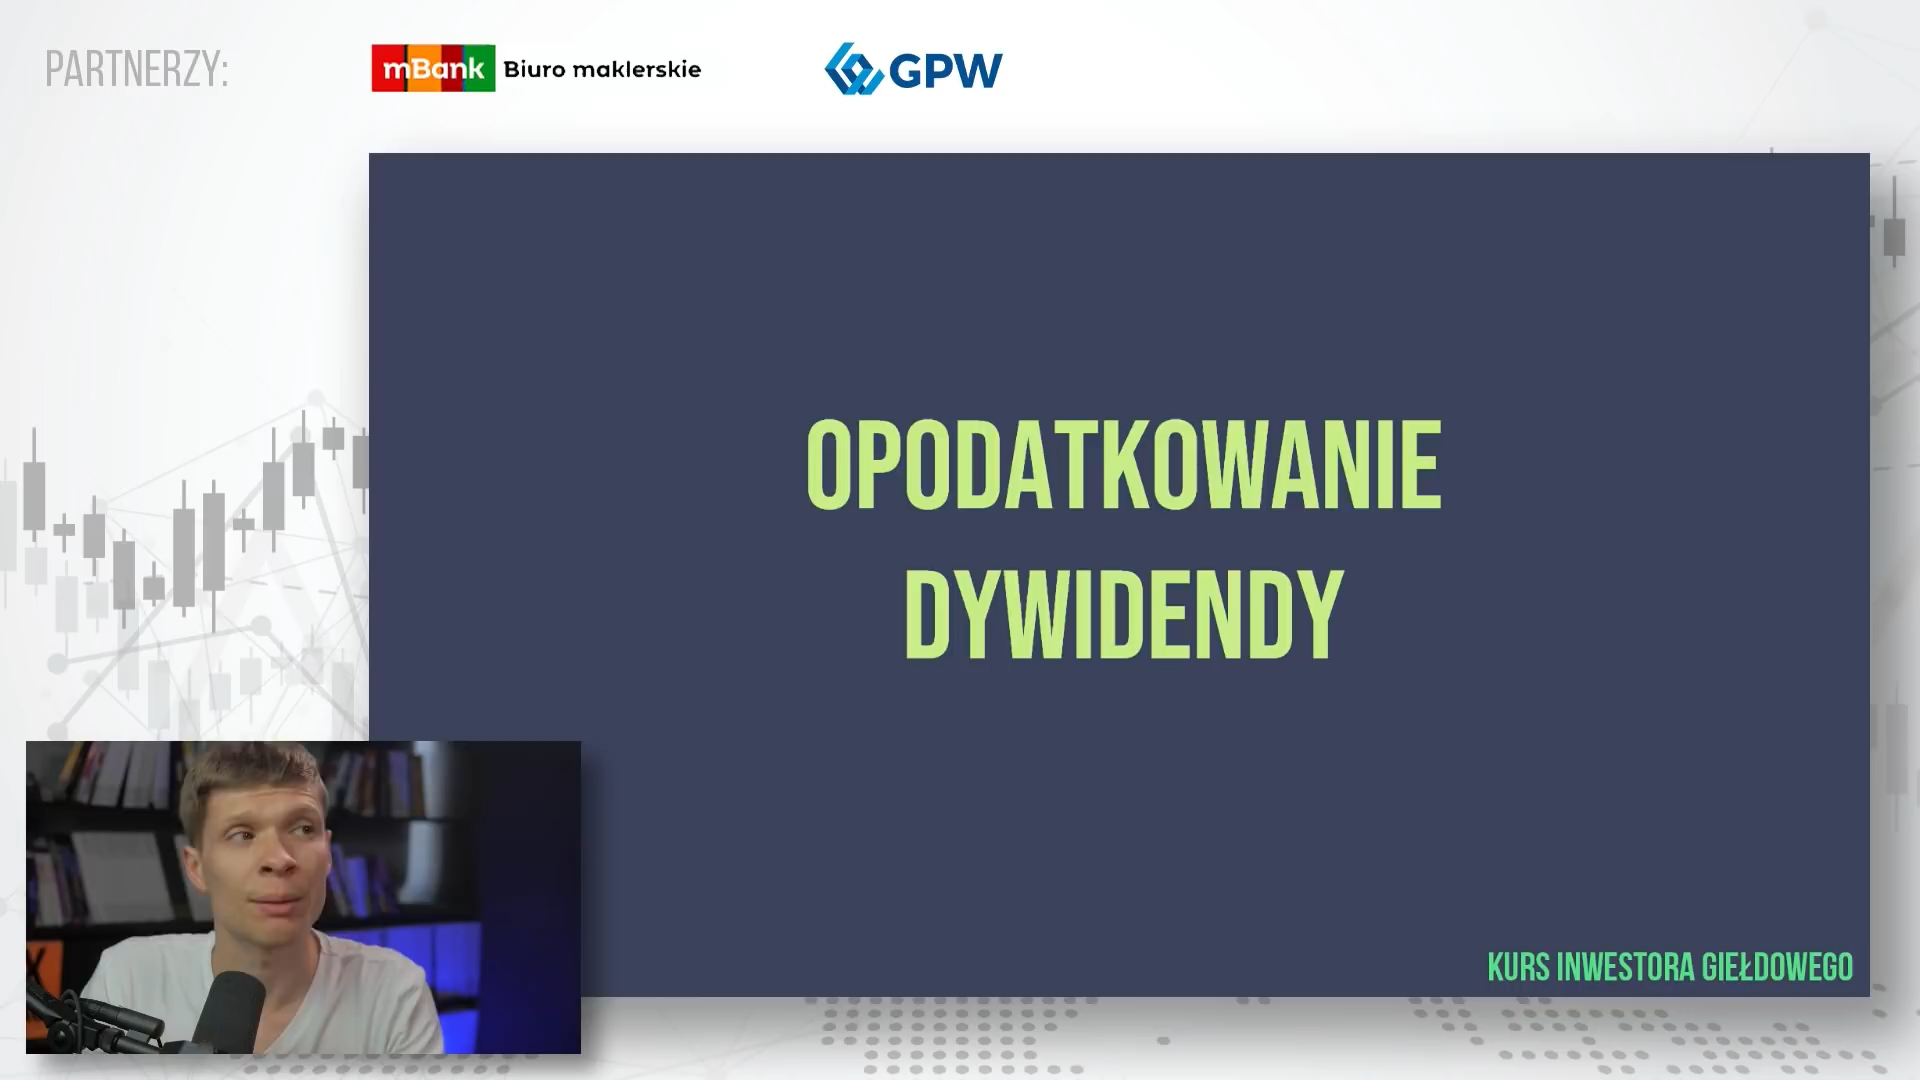 PARTNERZY:
mBank Biuro maklerskie
GPW
OPODATKOWANIE
DYWIDENDY
KURS INWESTORA GIEŁDOWEGO